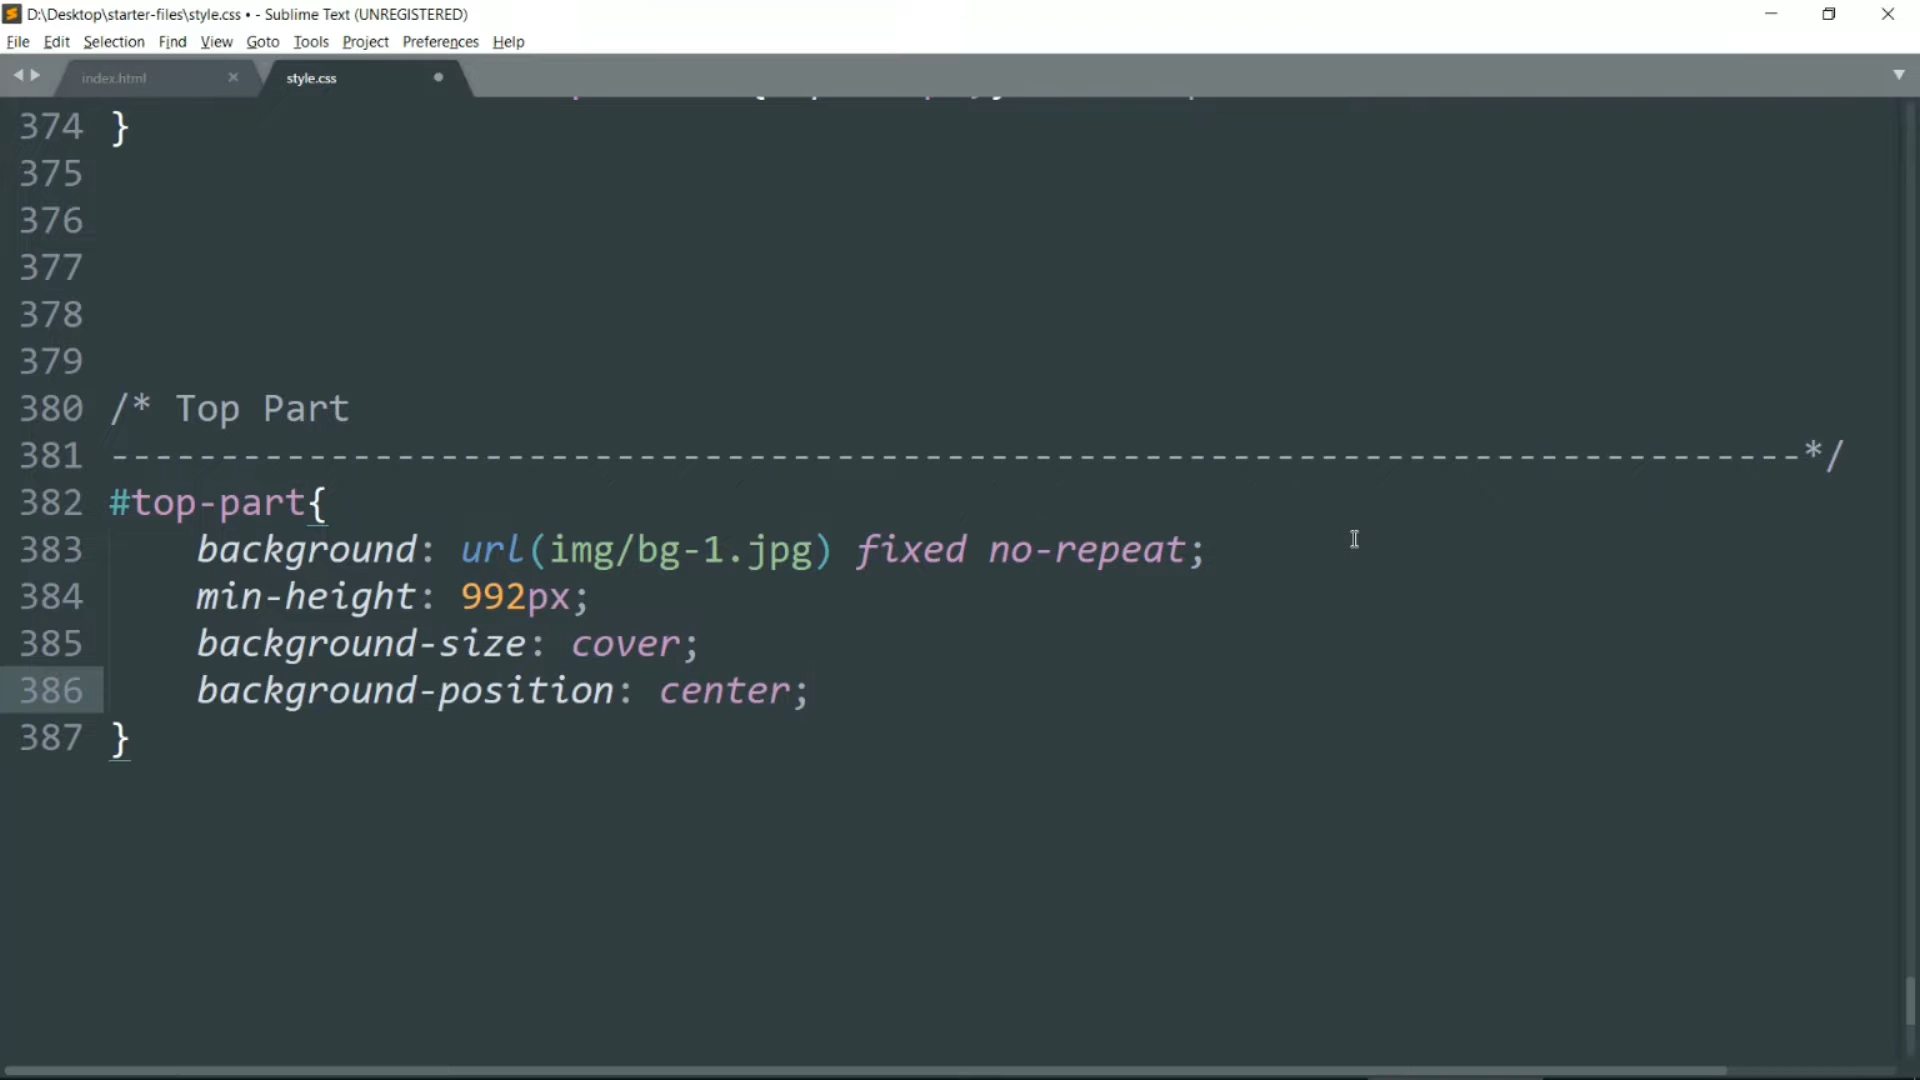 D:\Desktop\starter-files\style.css • - Sublime Text (UNREGISTERED)
File Edit Selection Find View Goto Tools Project Preferences Help
index.html style.css
374 }
375
376
377
378
379
380 /* Top Part
381 -----------------------------------------------------------------------------*/
382 #top-part{
383 background: url(img/bg-1.jpg) fixed no-repeat;
384 min-height: 992px;
385 background-size: cover;
386 background-position: center;
387 }